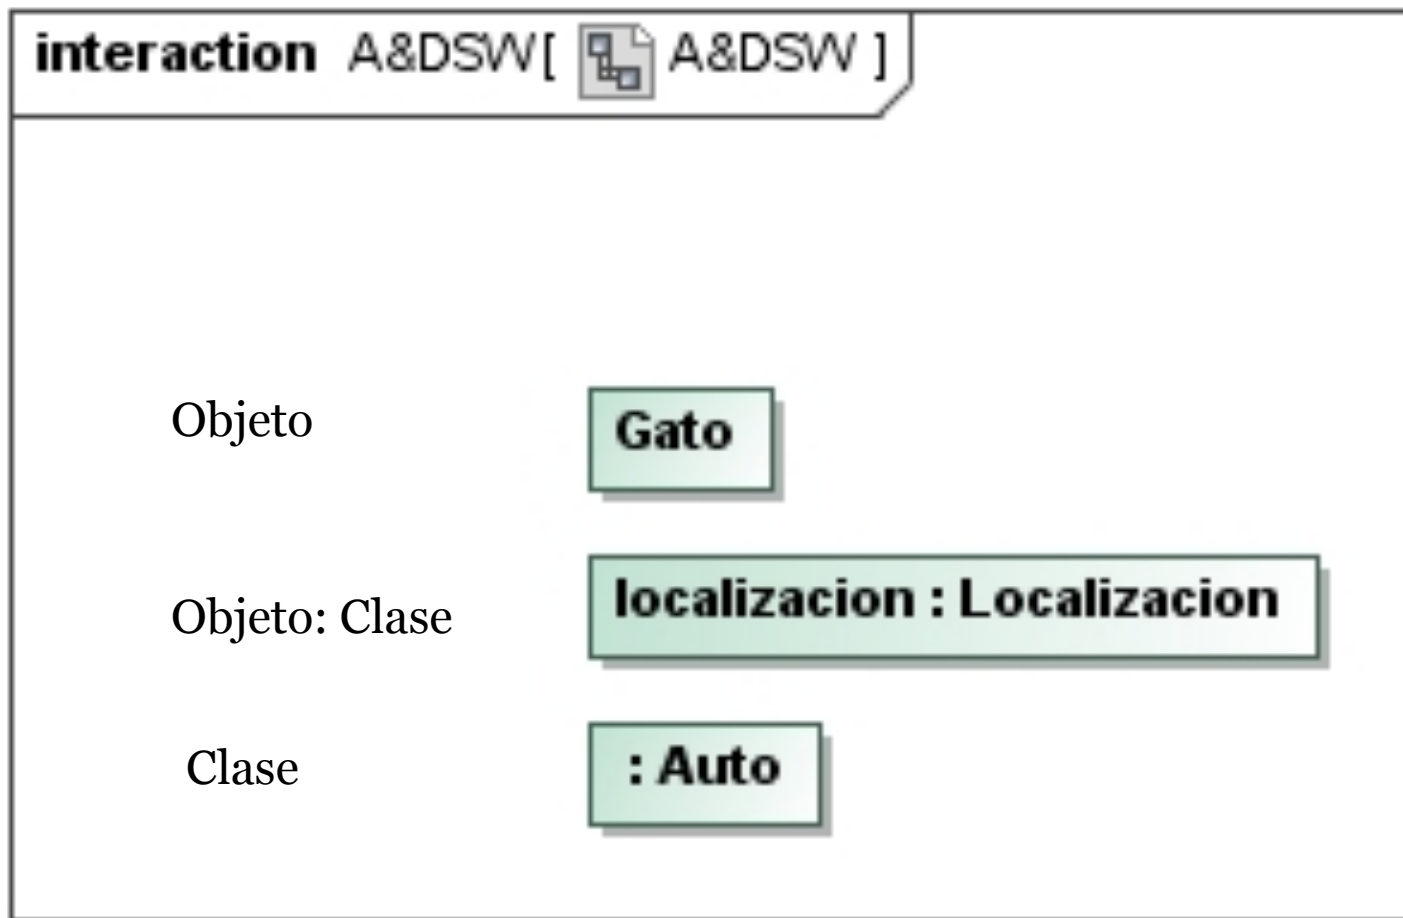 interaction A&DSW[ A&DSW ]
Objeto
Gato
Objeto: Clase
localizacion : Localizacion
Clase
: Auto